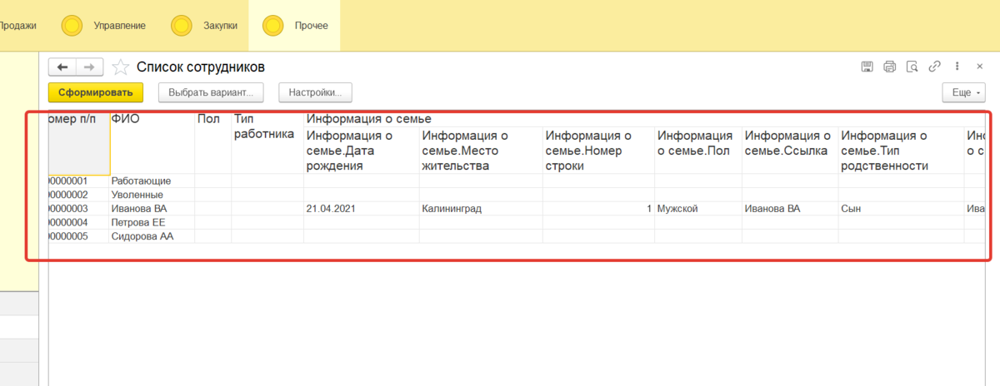 Продажи Управление Закупки Прочее
Список сотрудников
Сформировать Выбрать вариант... Настройки... Еще
омер п/п ФИО Пол Тип работника Информация о семье
Информация о семье.Дата рождения Информация о семье.Место жительства Информация о семье.Номер строки Информация о семье.Пол Информация о семье.Ссылка Информация о семье.Тип родственности
00000001 Работающие
00000002 Уволенные
00000003 Иванова ВА 21.04.2021 Калининград 1 Мужской Иванова ВА Сын Ива
00000004 Петрова ЕЕ
00000005 Сидорова АА